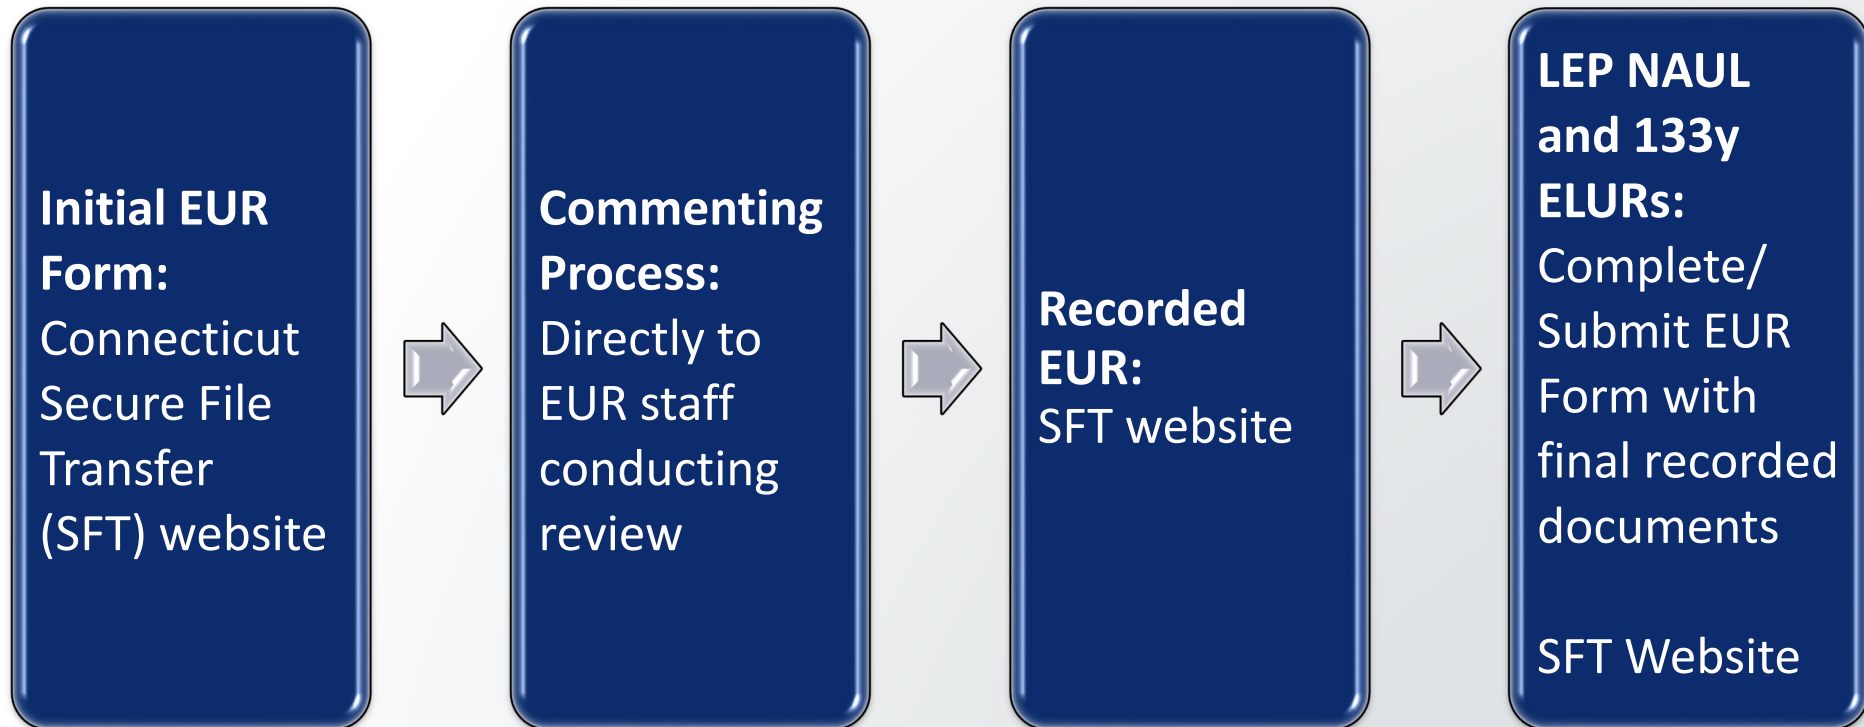 Initial EUR
Form:
Connecticut
Secure File
Transfer
(SFT) website
Commenting
Process:
Directly to
EUR staff
conducting
review
Recorded
EUR:
SFT website
LEP NAUL
and 133y
ELURs:
Complete/
Submit EUR
Form with
final recorded
documents
SFT Website